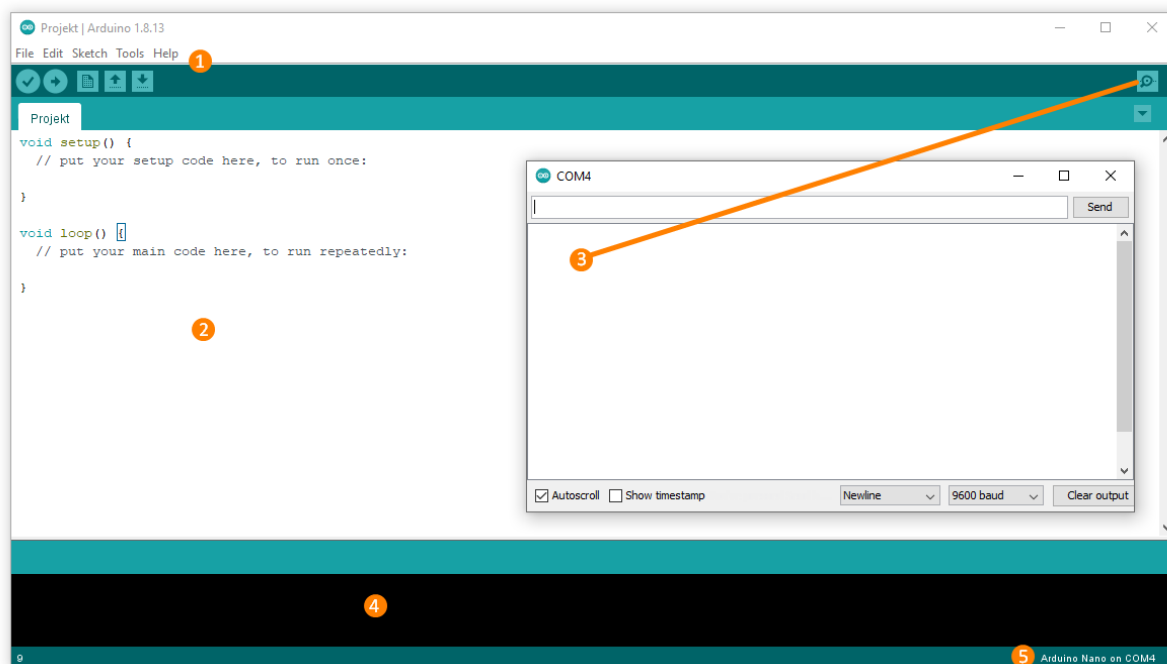 Projekt | Arduino 1.8.13
File Edit Sketch Tools Help
1
Projekt
void setup() {
// put your setup code here, to run once:
}
void loop() {
// put your main code here, to run repeatedly:
}
2
COM4
Send
3
Autoscroll Show timestamp Newline 9600 baud Clear output
4
9
5 Arduino Nano on COM4